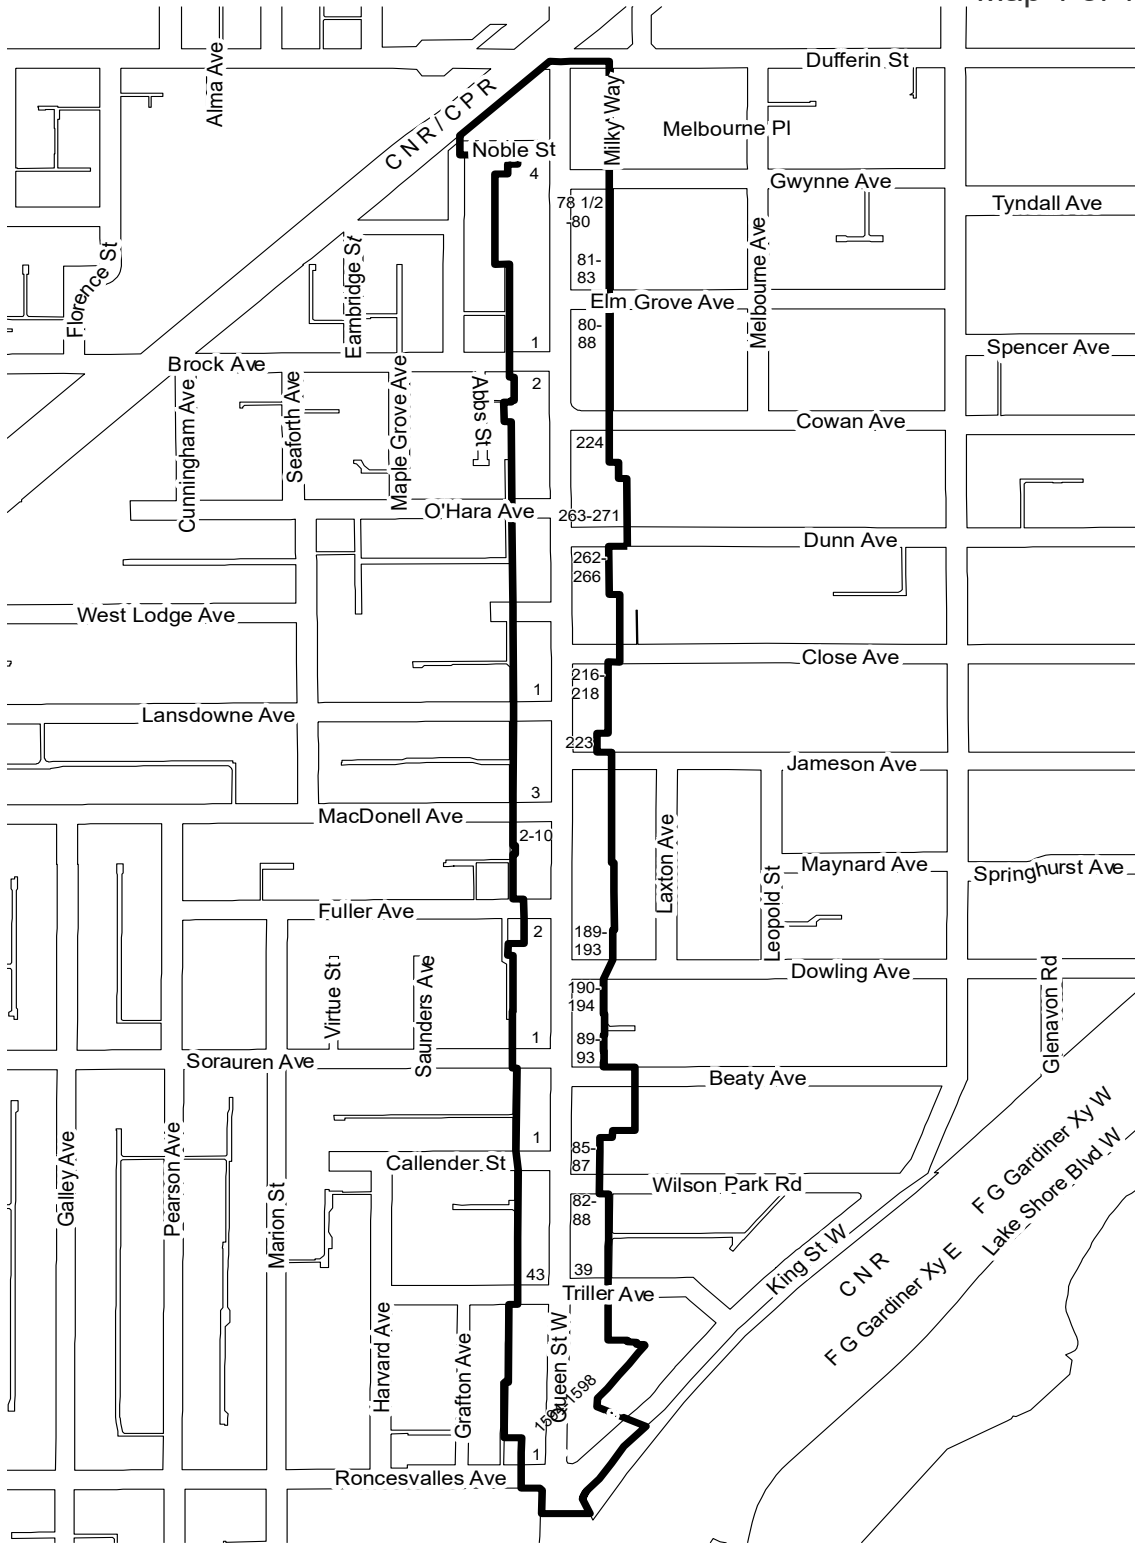 Dufferin St
Alma Ave
Milky Way
CNR/CPR
Melbourne Pl
Noble St
4
Gwynne Ave
78 1/2
-80
Tyndall Ave
Melbourne Ave
Florence St
Earnbridge St
81-
83
Elm Grove Ave
80-
88
1
Spencer Ave
Brock Ave
Cunningham Ave
Seaforth Ave
Maple Grove Ave
Abbs St
2
Cowan Ave
224
O'Hara Ave
263-271
Dunn Ave
262-
266
West Lodge Ave
Close Ave
216-
218
1
Lansdowne Ave
223
Jameson Ave
3
MacDonell Ave
2-10
Laxton Ave
Maynard Ave
Leopold St
Springhurst Ave
Fuller Ave
2
189-
193
Virtue St
Saunders Ave
Dowling Ave
190-
194
Glenavon Rd
1
89-
93
Sorauren Ave
Beaty Ave
Galley Ave
Pearson Ave
Marion St
1
85-
87
Callender St
Wilson Park Rd
82-
88
F G Gardiner Xy W
Lake Shore Blvd W
King St W
CNR
F G Gardiner Xy E
43
39
Triller Ave
Harvard Ave
Grafton Ave
Queen St W
1
Roncesvalles Ave